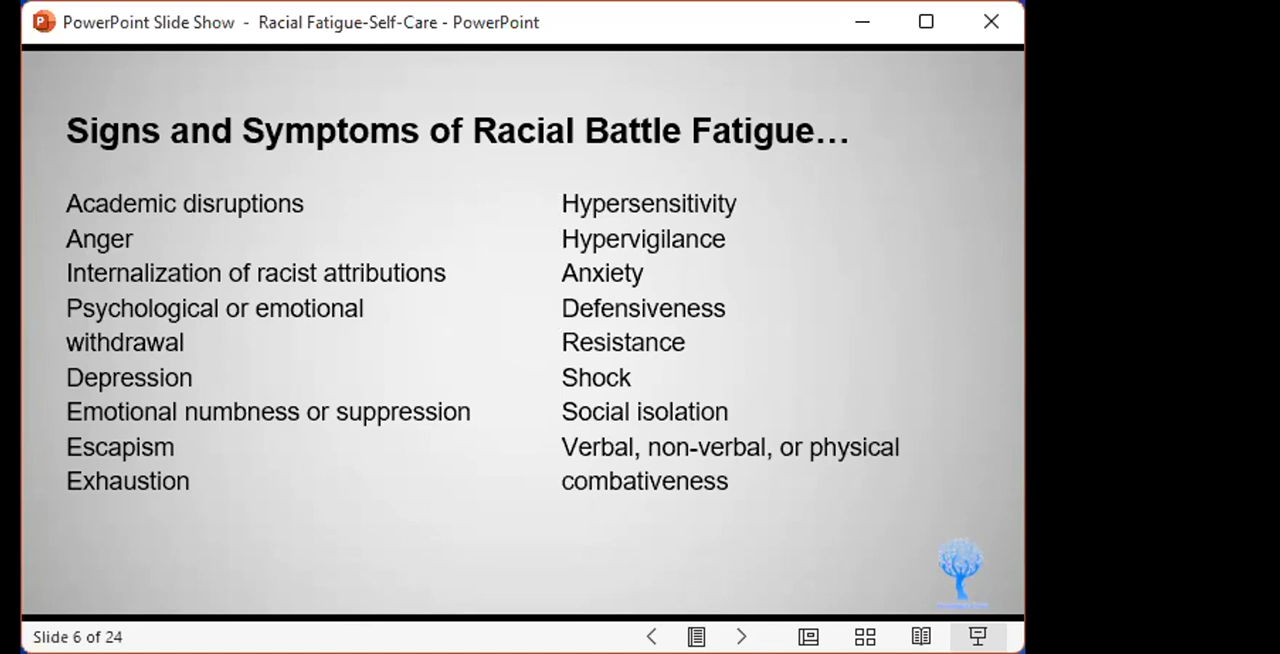 PowerPoint Slide Show - Racial Fatigue-Self-Care - PowerPoint
Signs and Symptoms of Racial Battle Fatigue…
Academic disruptions
Anger
Internalization of racist attributions
Psychological or emotional
withdrawal
Depression
Emotional numbness or suppression
Escapism
Exhaustion
Hypersensitivity
Hypervigilance
Anxiety
Defensiveness
Resistance
Shock
Social isolation
Verbal, non-verbal, or physical
combativeness
Slide 6 of 24